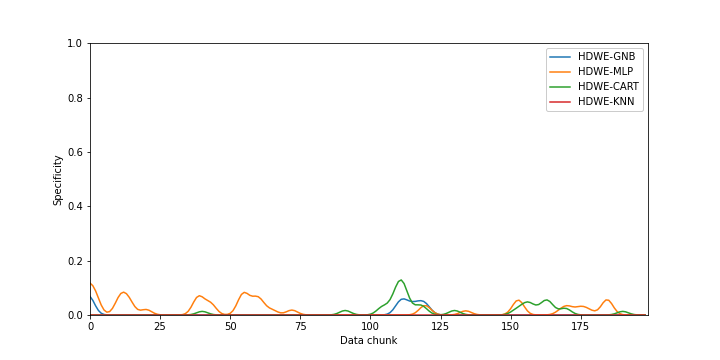 1.0
0.8
0.6
0.4
0.2
0.0
Specificity
0
25
50
75
100
125
150
175
Data chunk
HDWE-GNB
HDWE-MLP
HDWE-CART
HDWE-KNN